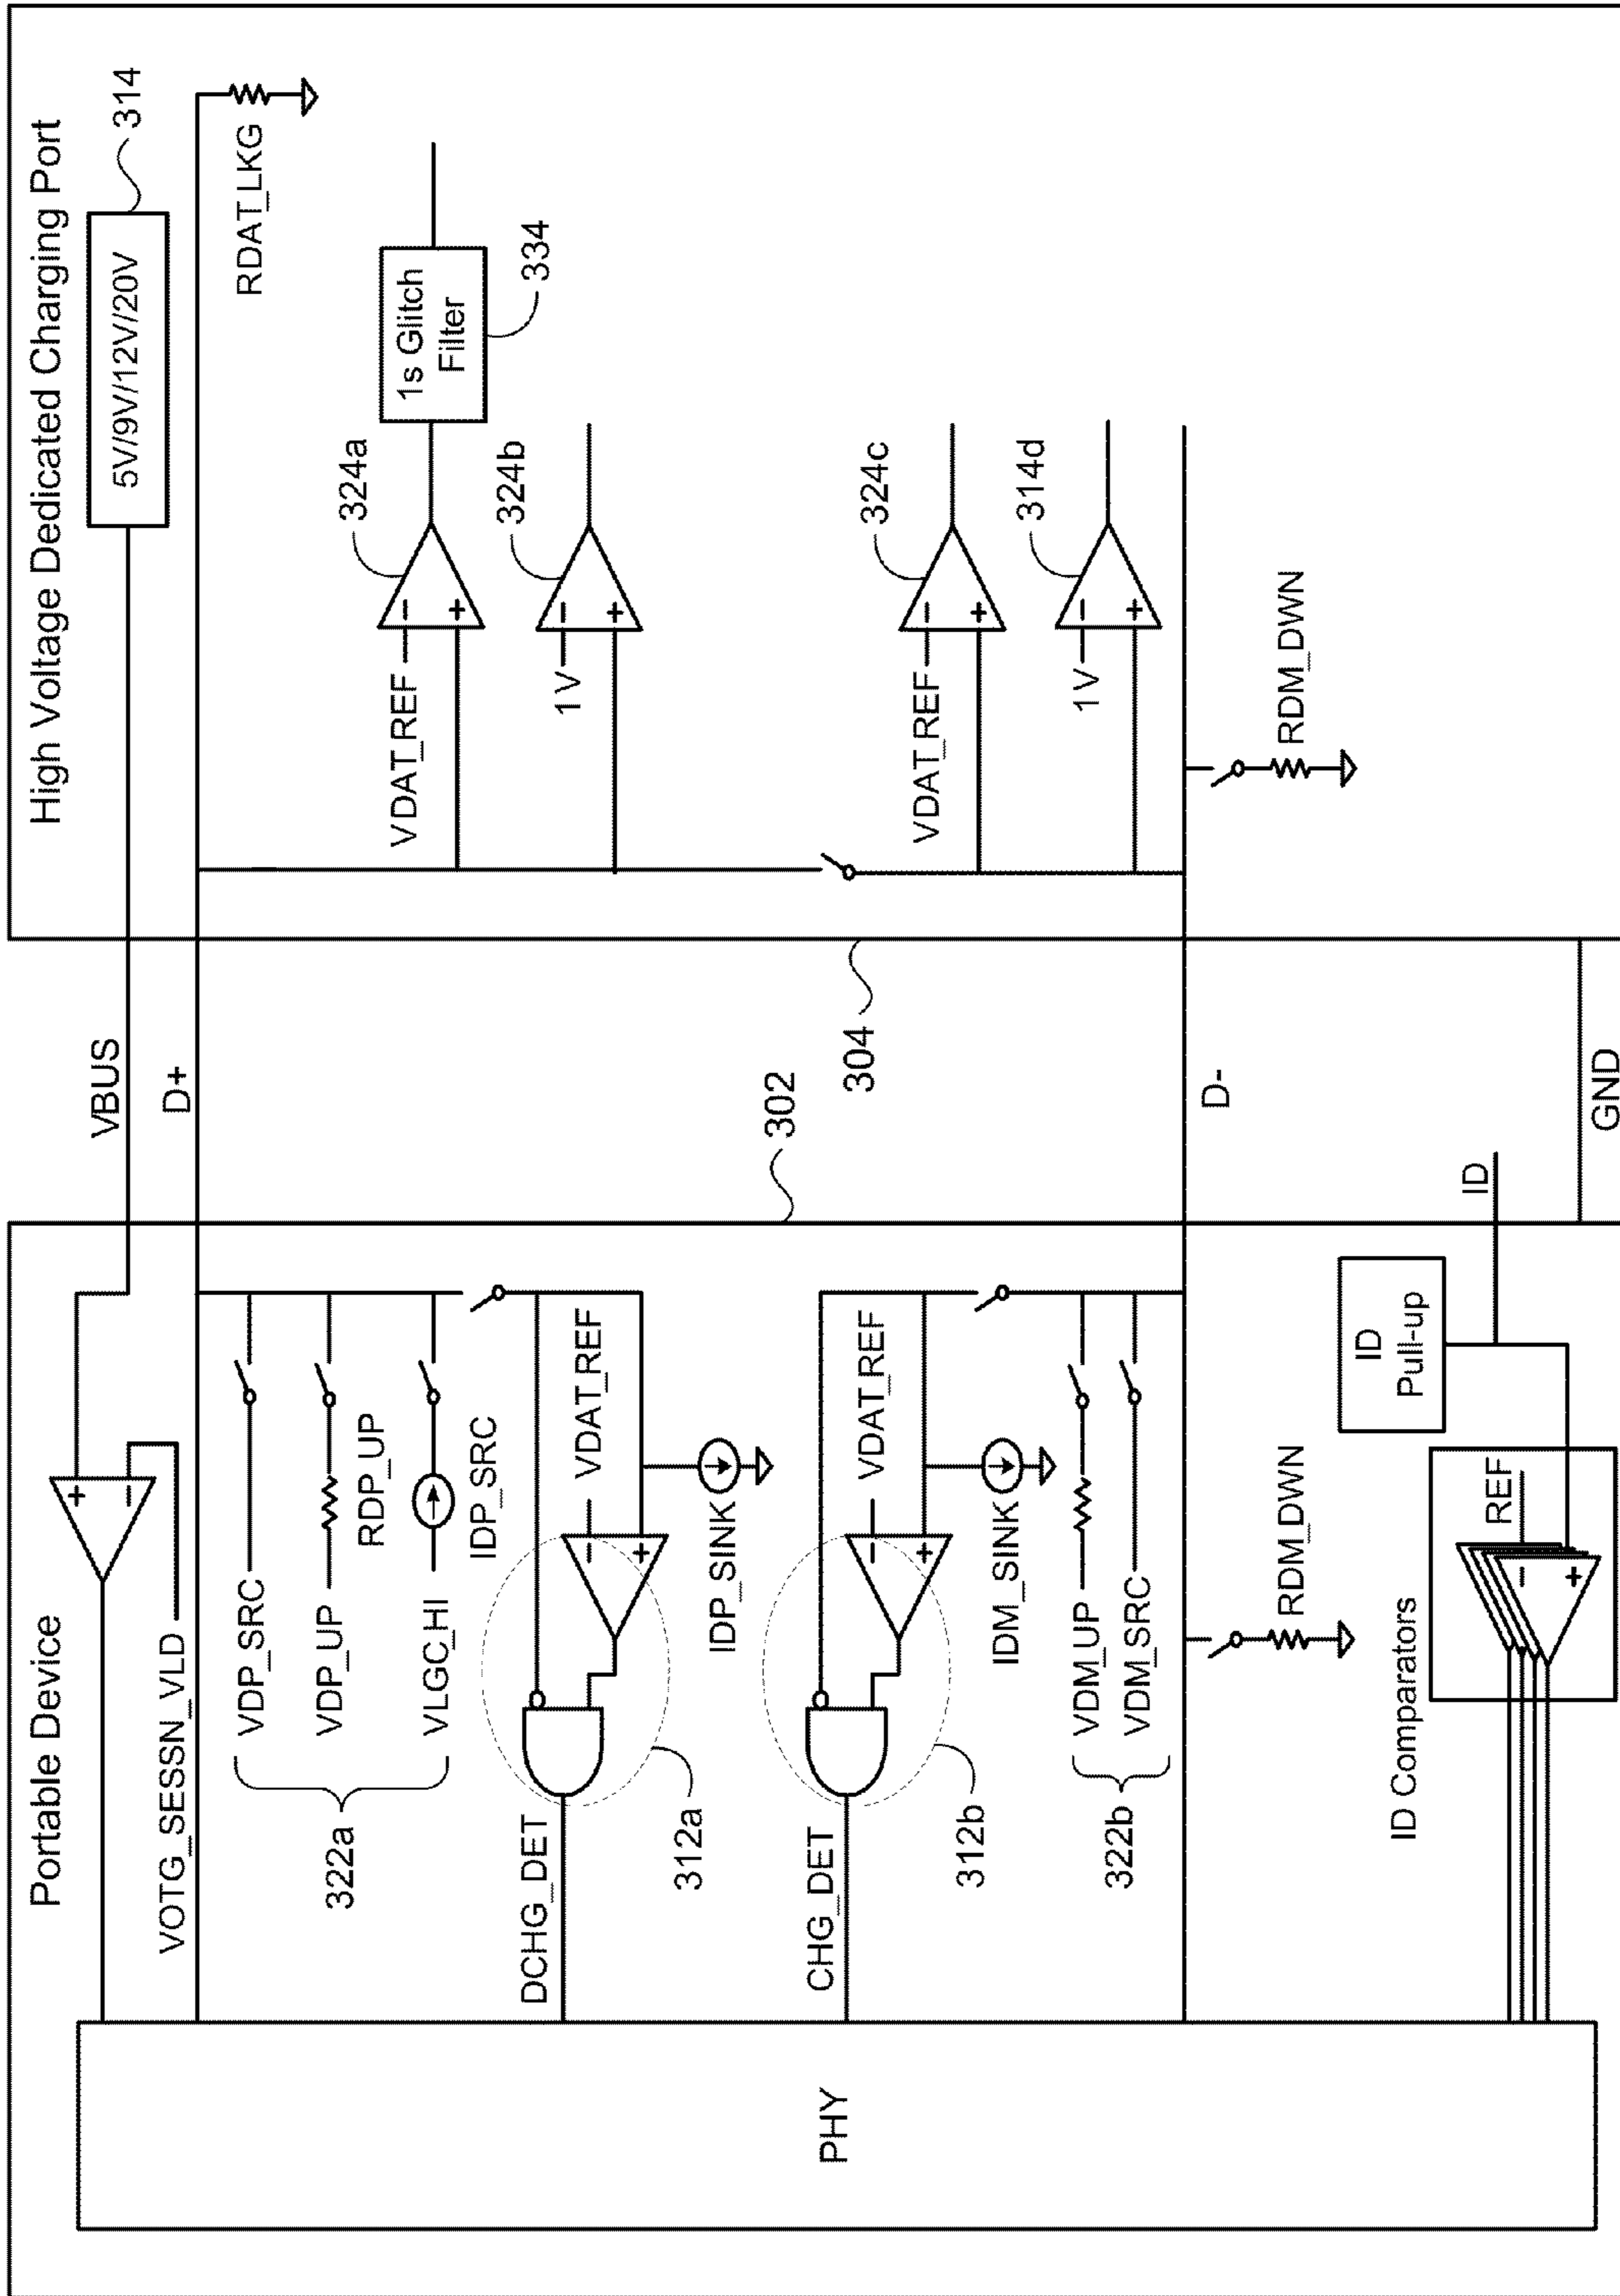 Portable Device
VOTG_SESSN_VLD
VDP_SRC
VDP_UP
RDP_UP
VLGC_HI
IDP_SRC
322a
DCHG_DET
VDAT_REF
IDP_SINK
312a
CHG_DET
VDAT_REF
IDM_SINK
312b
VDM_UP
VDM_SRC
322b
RDM_DWN
PHY
ID Comparators
REF
ID
Pull-up
ID
302
VBUS
D+
D-
GND
304
High Voltage Dedicated Charging Port
5V/9V/12V/20V
314
RDAT_LKG
VDAT_REF
324a
1s Glitch
Filter
334
1V
324b
VDAT_REF
324c
1V
314d
RDM_DWN
+
−
−
+
−
+
−
+
−
+
−
+
−
+
−
+